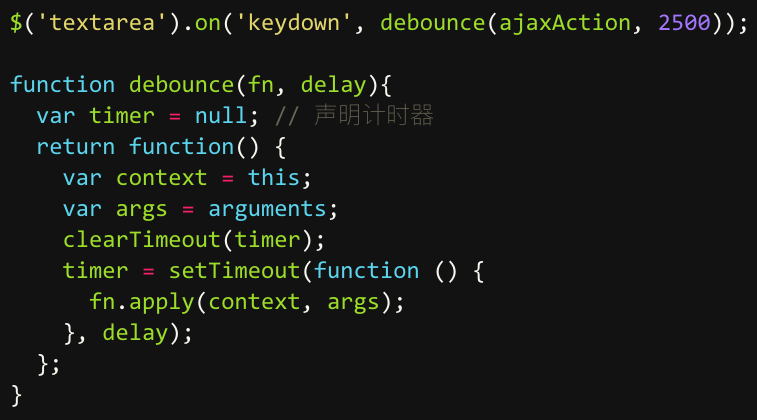 $('textarea').on('keydown', debounce(ajaxAction, 2500));
function debounce(fn, delay){
  var timer = null; // 声明计时器
  return function() {
    var context = this;
    var args = arguments;
    clearTimeout(timer);
    timer = setTimeout(function () {
      fn.apply(context, args);
    }, delay);
  };
}